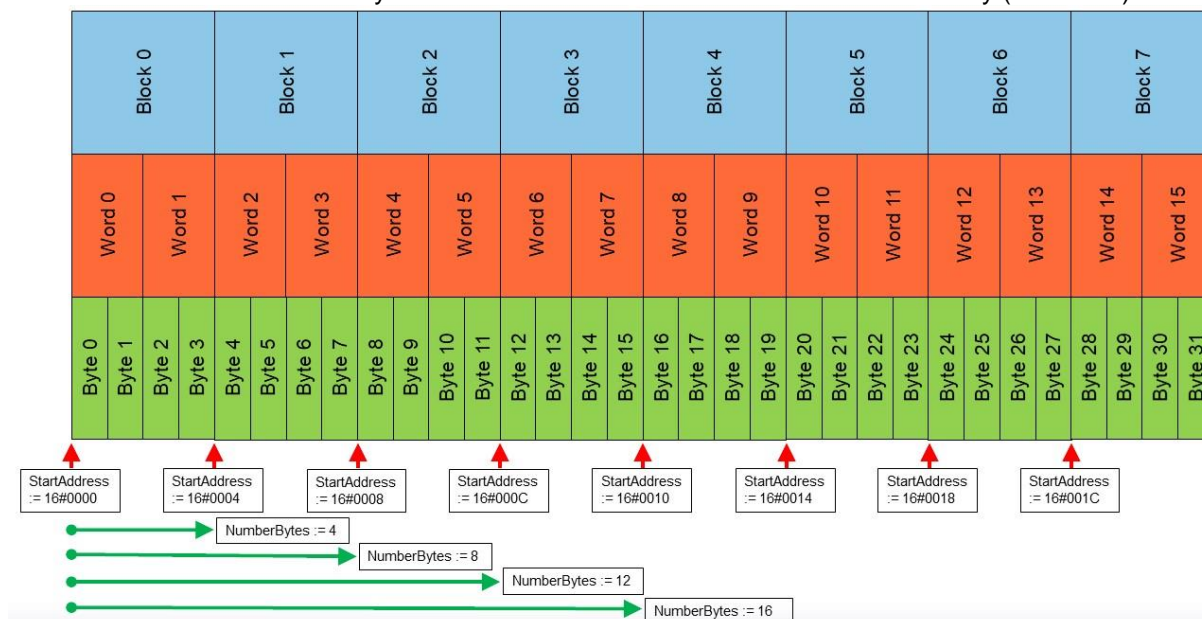 Block 0
Block 1
Block 2
Block 3
Block 4
Block 5
Block 6
Block 7
Word 0
Word 1
Word 2
Word 3
Word 4
Word 5
Word 6
Word 7
Word 8
Word 9
Word 10
Word 11
Word 12
Word 13
Word 14
Word 15
Byte 0
Byte 1
Byte 2
Byte 3
Byte 4
Byte 5
Byte 6
Byte 7
Byte 8
Byte 9
Byte 10
Byte 11
Byte 12
Byte 13
Byte 14
Byte 15
Byte 16
Byte 17
Byte 18
Byte 19
Byte 20
Byte 21
Byte 22
Byte 23
Byte 24
Byte 25
Byte 26
Byte 27
Byte 28
Byte 29
Byte 30
Byte 31
StartAddress
:= 16#0000
StartAddress
:= 16#0004
StartAddress
:= 16#0008
StartAddress
:= 16#000C
StartAddress
:= 16#0010
StartAddress
:= 16#0014
StartAddress
:= 16#0018
StartAddress
:= 16#001C
NumberBytes := 4
NumberBytes := 8
NumberBytes := 12
NumberBytes := 16